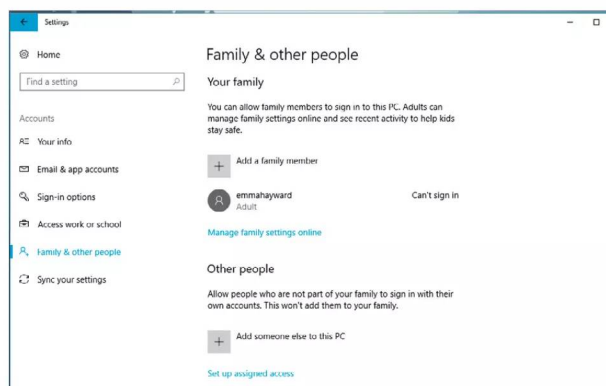 Settings
Home
Family & other people
Find a setting
Your family
You can allow family members to sign in to this PC. Adults can
manage family settings online and see recent activity to help kids
stay safe.
Accounts
Your info
Add a family member
Email & app accounts
emmahayward
Can't sign in
Adult
Sign-in options
Access work or school
Manage family settings online
Family & other people
Other people
Sync your settings
Allow people who are not part of your family to sign in with their
own accounts. This won't add them to your family.
Add someone else to this PC
Set up assigned access